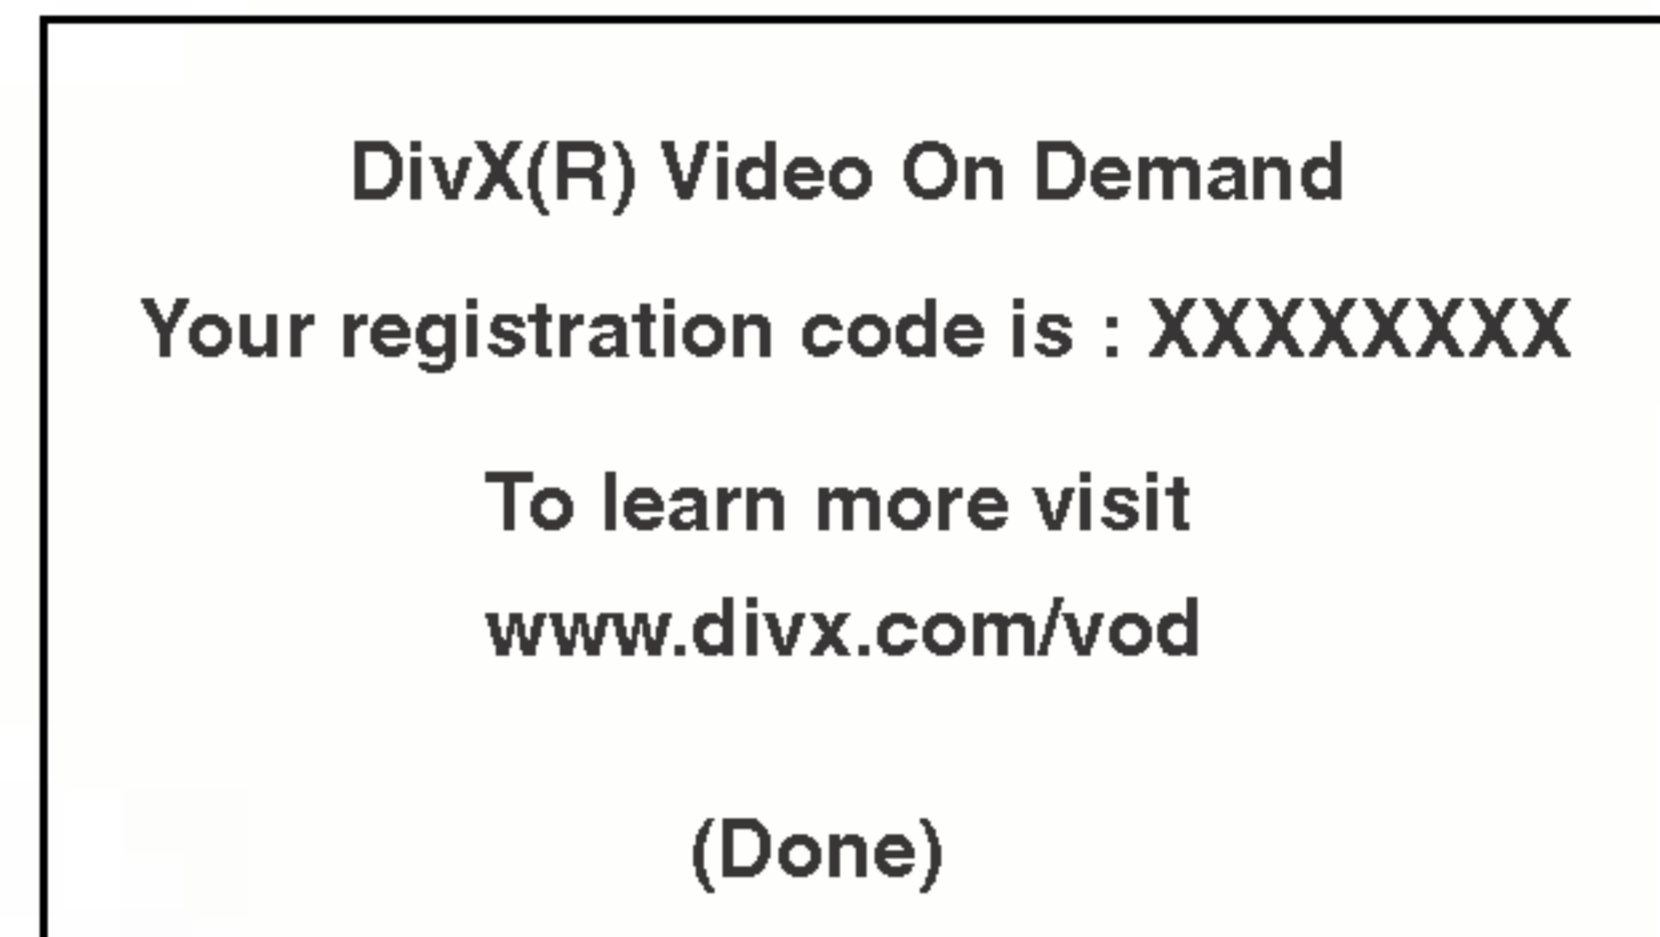 DivX(R) Video On Demand
Your registration code is : XXXXXXXX
To learn more visit
www.divx.com/vod
(Done)